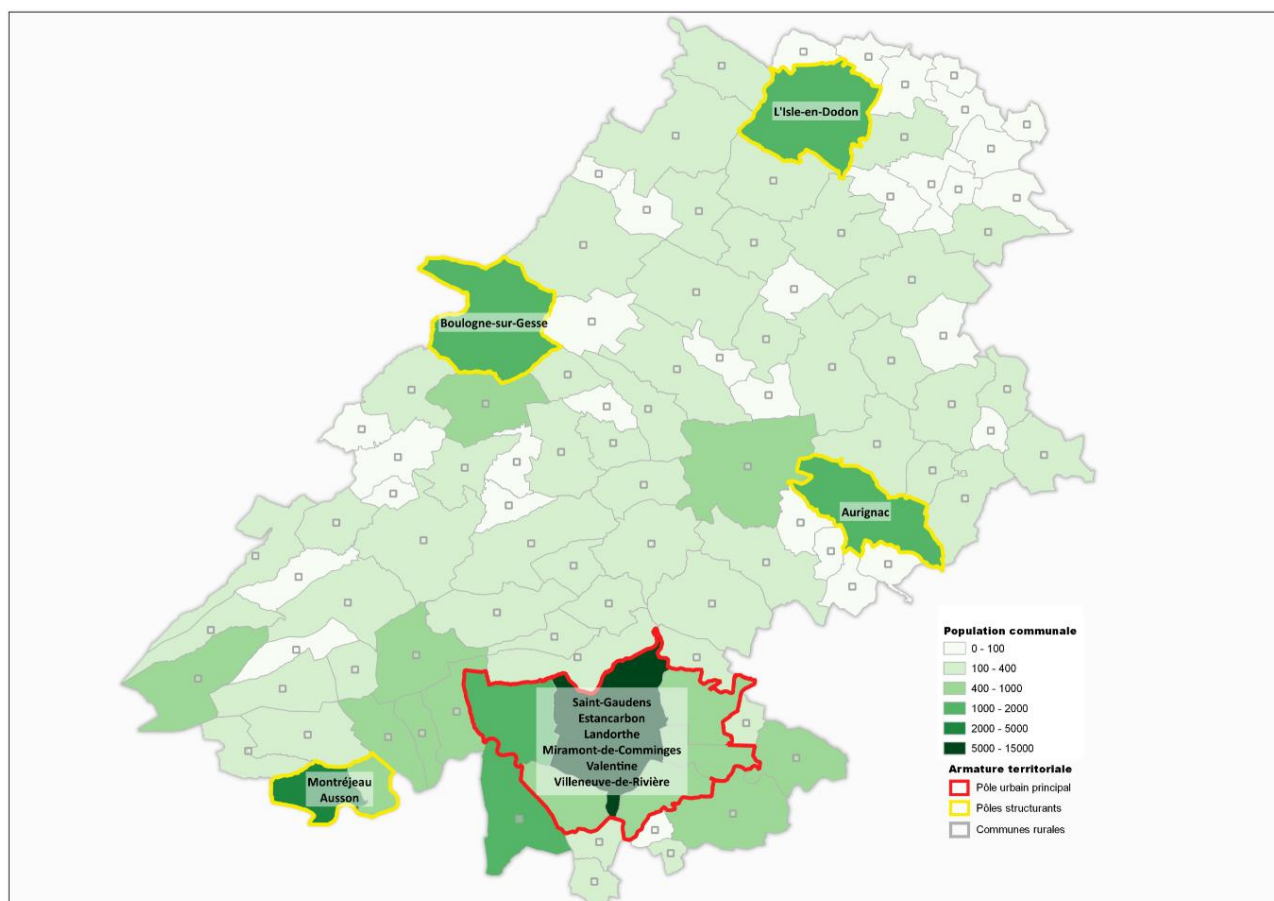 L'Isle-en-Dodon
Boulogne-sur-Gesse
Aurignac
Saint-Gaudens
Estancarbon
Landorthe
Miramont-de-Comminges
Valentine
Villeneuve-de-Rivière
Montréjeau
Ausson
Population communale
0 - 100
100 - 400
400 - 1000
1000 - 2000
2000 - 5000
5000 - 15000
Armature territoriale
Pôle urbain principal
Pôles structurants
Communes rurales